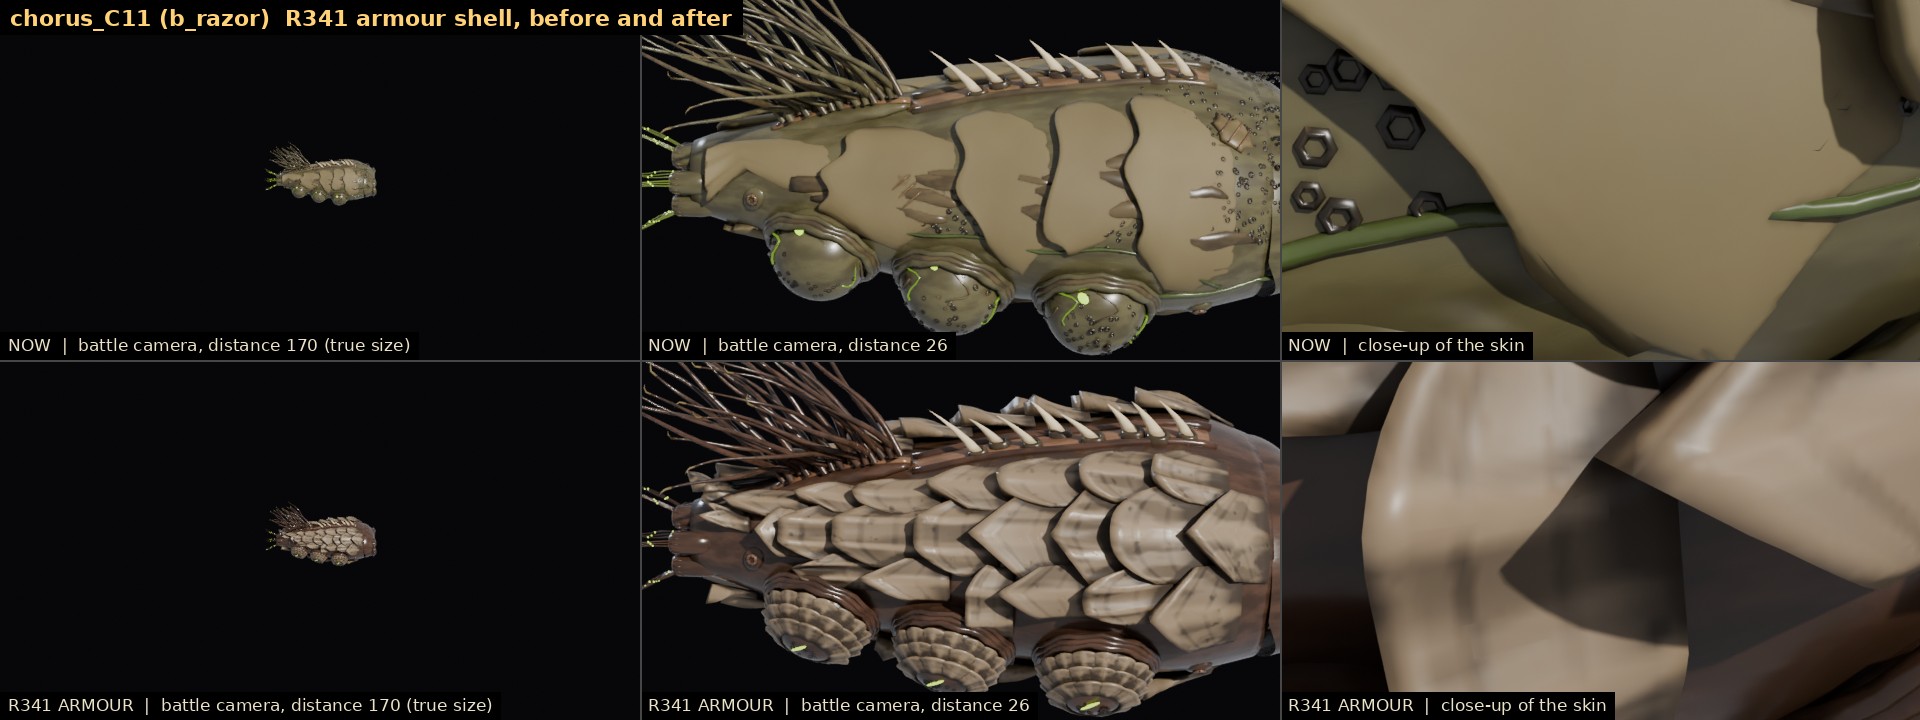 chorus_C11 (b_razor)  R341 armour shell, before and after
NOW  |  battle camera, distance 170 (true size)
NOW  |  battle camera, distance 26
NOW  |  close-up of the skin
R341 ARMOUR  |  battle camera, distance 170 (true size)
R341 ARMOUR  |  battle camera, distance 26
R341 ARMOUR  |  close-up of the skin